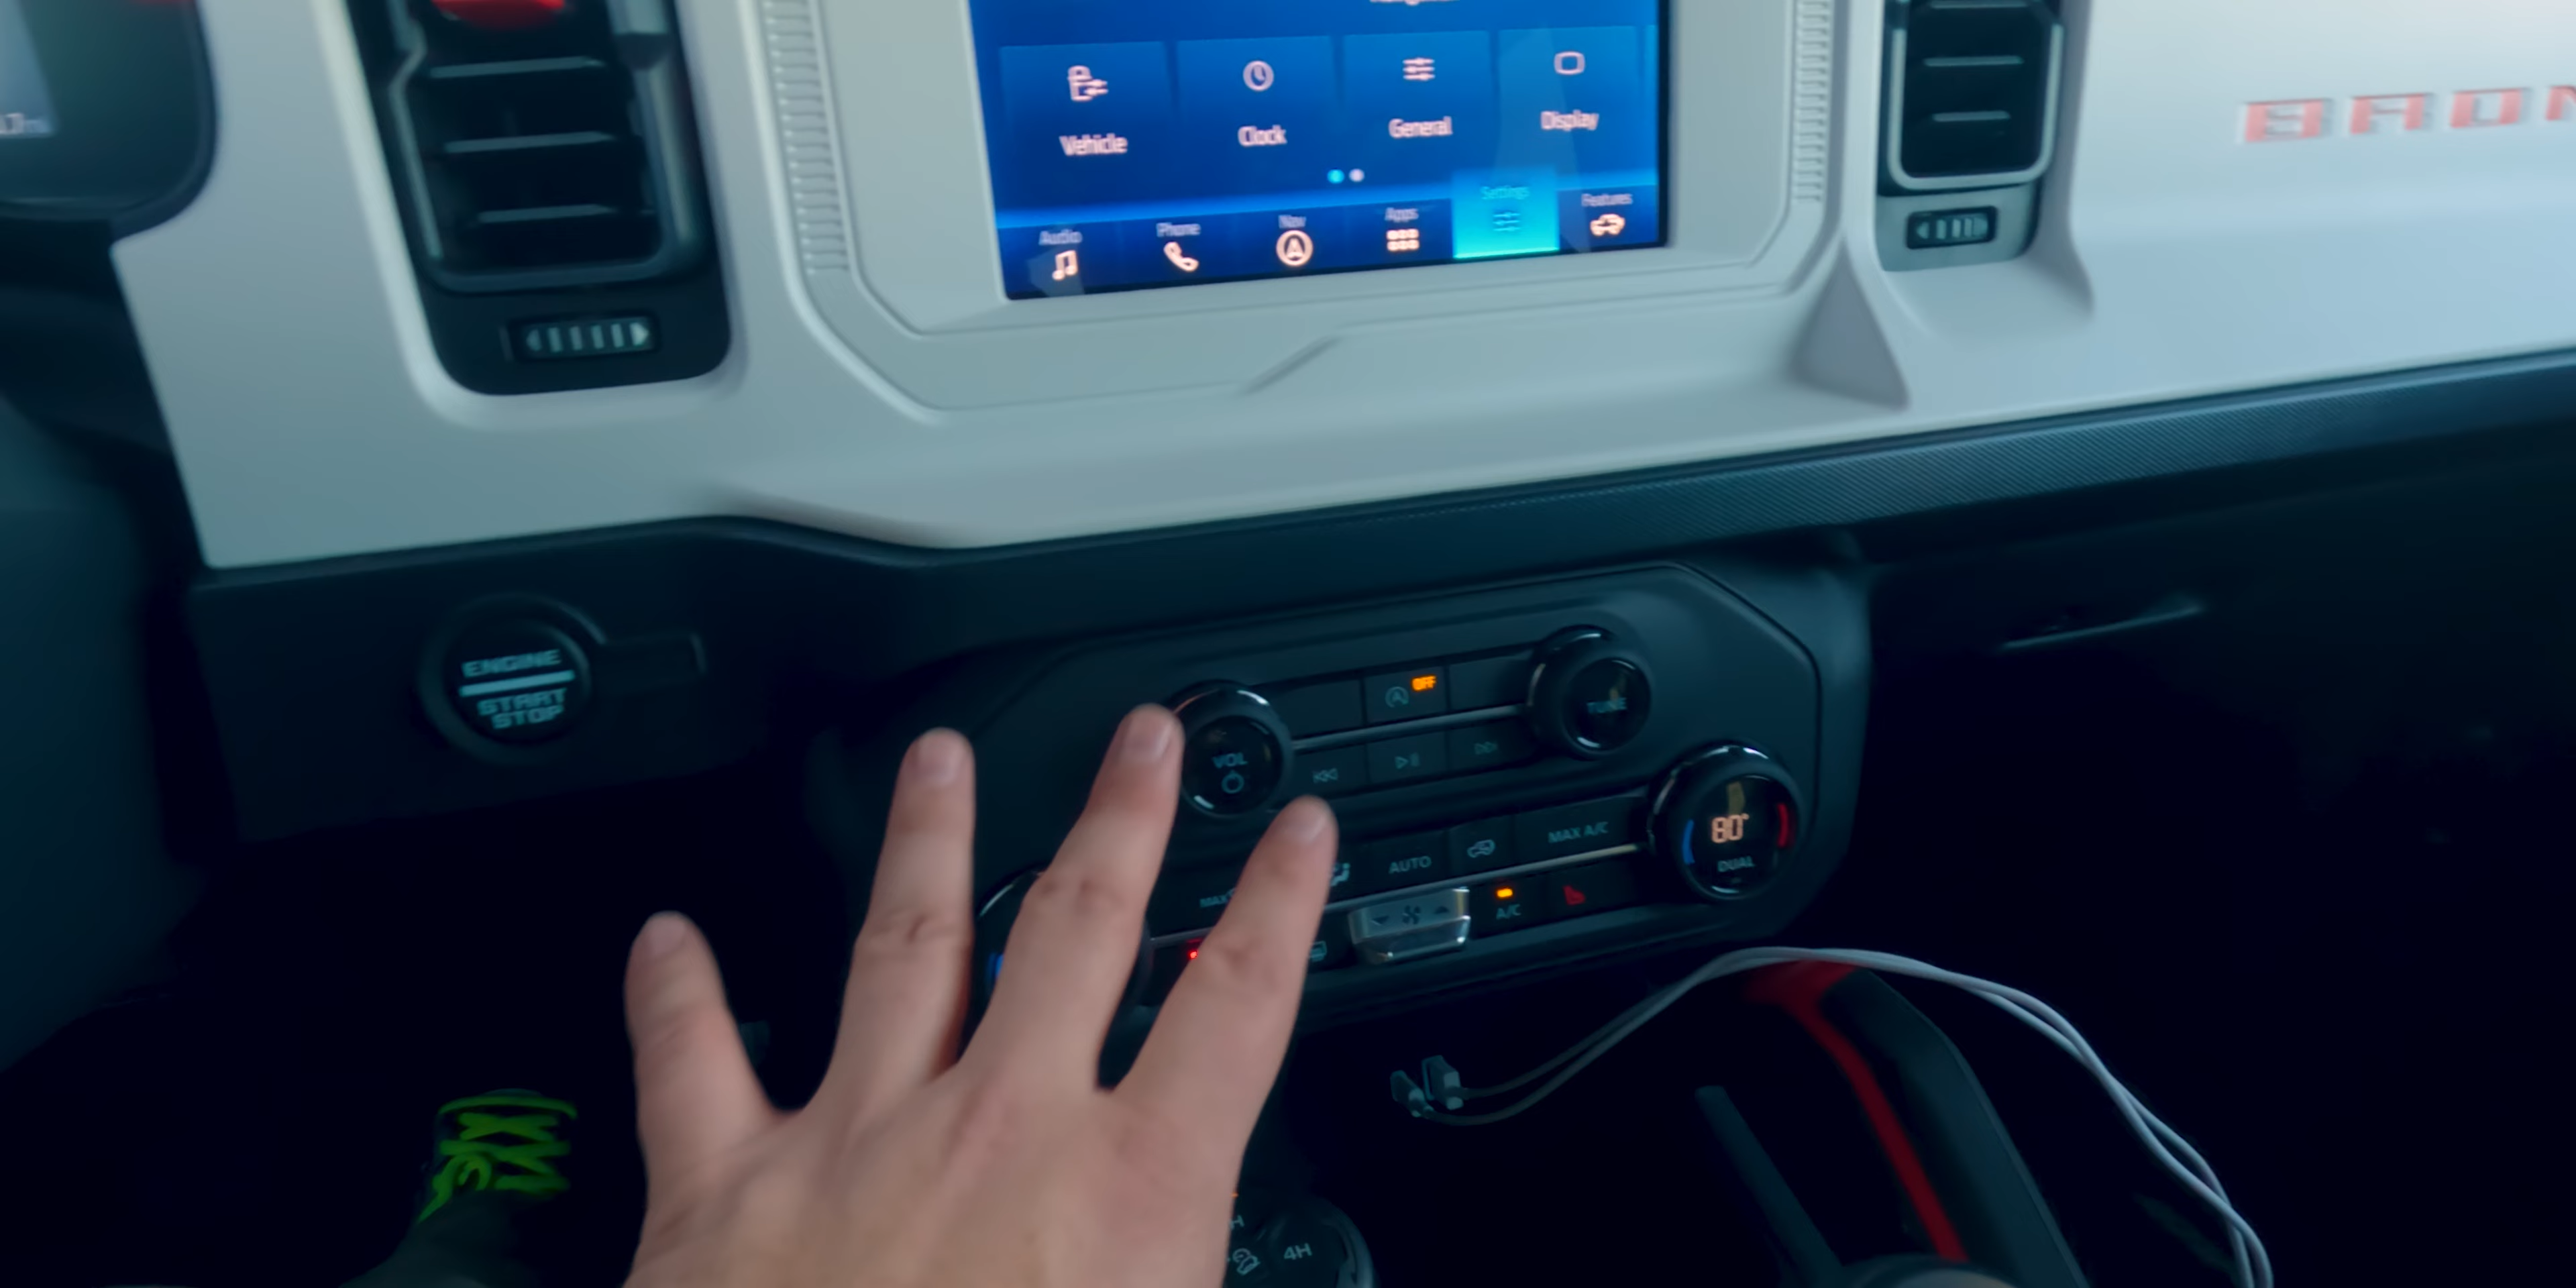 Vehicle
Clock
General
Display
Audio
Phone
Nav
Apps
Settings
Features
ENGINE
START
STOP
OFF
VOL
TUNE
MAX
AUTO
MAX A/C
80°
DUAL
A/C
4H